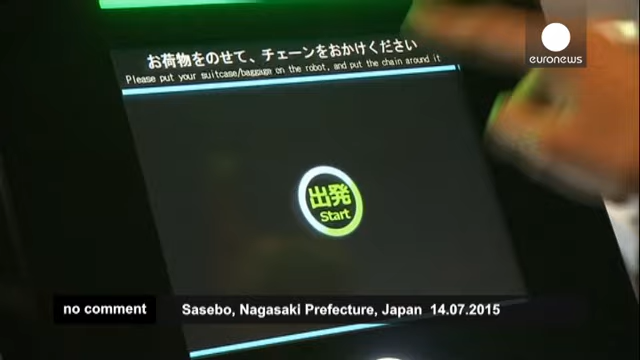 euronews
お荷物をのせて、チェーンをおかけください
Please put your suitcase/baggage on the robot, and put the chain around it
出発
Start
no comment
Sasebo, Nagasaki Prefecture, Japan 14.07.2015